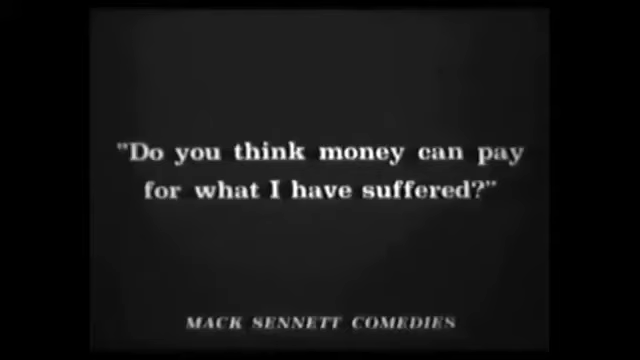 "Do you think money can pay
for what I have suffered?"
MACK SENNETT COMEDIES